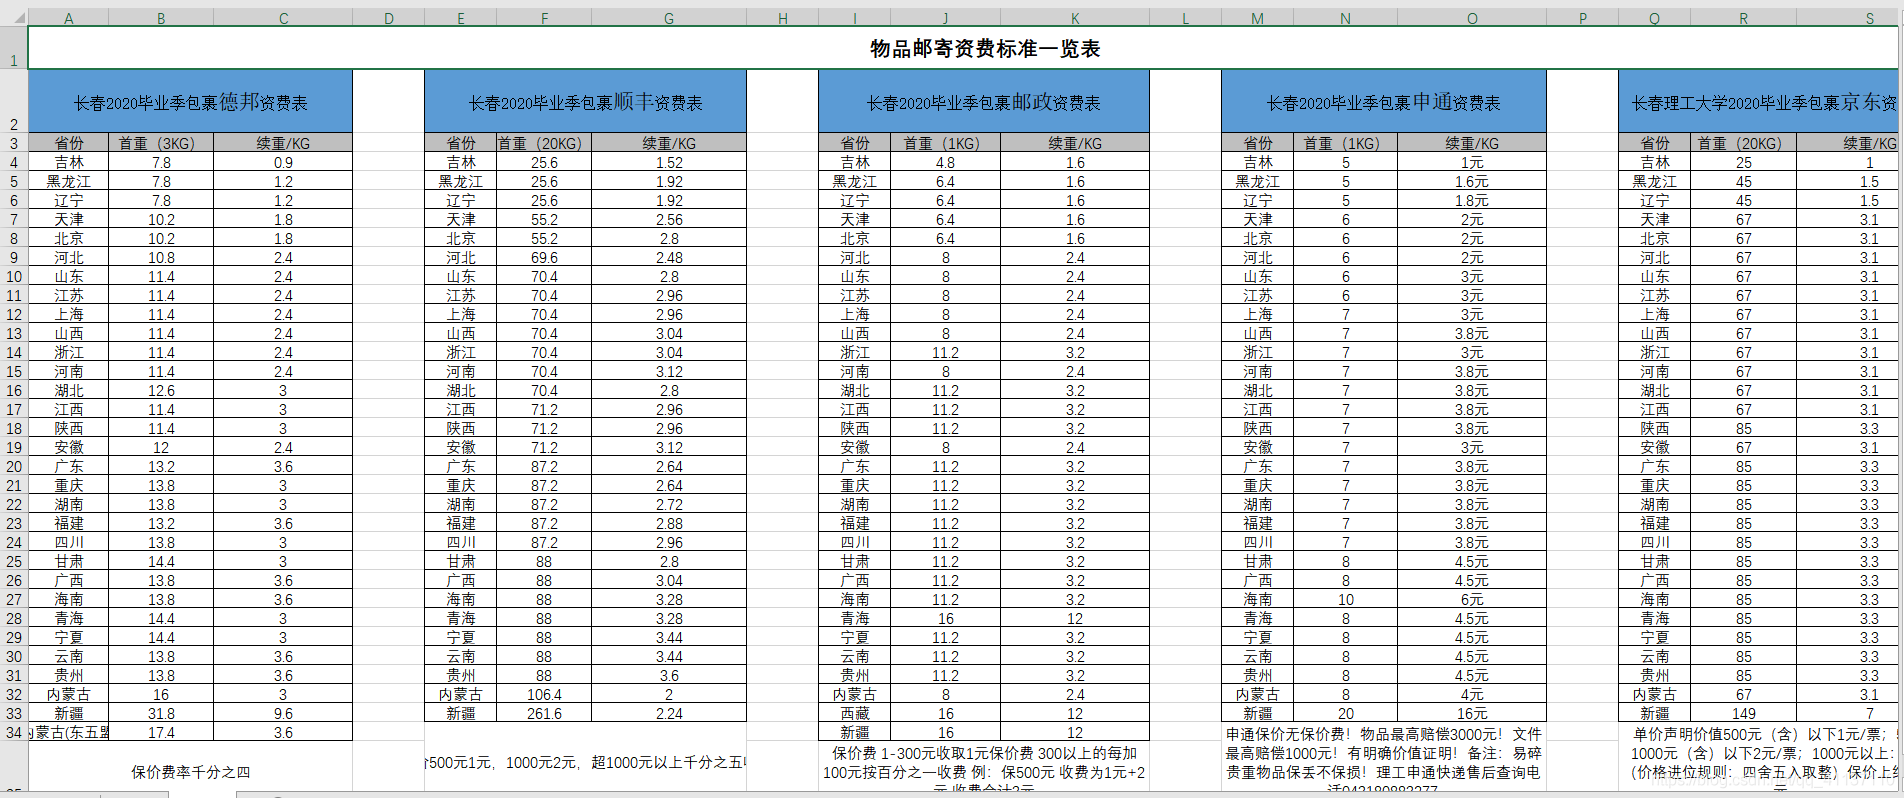 A B C D E F G H I J K L M N O P Q R S
1 物品邮寄资费标准一览表
2 长春2020毕业季包裹德邦资费表 长春2020毕业季包裹顺丰资费表 长春2020毕业季包裹邮政资费表 长春2020毕业季包裹申通资费表 长春理工大学2020毕业季包裹京东资
3 省份 首重（3KG） 续重/KG 省份 首重（20KG） 续重/KG 省份 首重（1KG） 续重/KG 省份 首重（1KG） 续重/KG 省份 首重（20KG） 续重/KG
4 吉林 7.8 0.9 吉林 25.6 1.52 吉林 4.8 1.6 吉林 5 1元 吉林 25 1
5 黑龙江 7.8 1.2 黑龙江 25.6 1.92 黑龙江 6.4 1.6 黑龙江 5 1.6元 黑龙江 45 1.5
6 辽宁 7.8 1.2 辽宁 25.6 1.92 辽宁 6.4 1.6 辽宁 5 1.8元 辽宁 45 1.5
7 天津 10.2 1.8 天津 55.2 2.56 天津 6.4 1.6 天津 6 2元 天津 67 3.1
8 北京 10.2 1.8 北京 55.2 2.8 北京 6.4 1.6 北京 6 2元 北京 67 3.1
9 河北 10.8 2.4 河北 69.6 2.48 河北 8 2.4 河北 6 2元 河北 67 3.1
10 山东 11.4 2.4 山东 70.4 2.8 山东 8 2.4 山东 6 3元 山东 67 3.1
11 江苏 11.4 2.4 江苏 70.4 2.96 江苏 8 2.4 江苏 6 3元 江苏 67 3.1
12 上海 11.4 2.4 上海 70.4 2.96 上海 8 2.4 上海 7 3元 上海 67 3.1
13 山西 11.4 2.4 山西 70.4 3.04 山西 8 2.4 山西 7 3.8元 山西 67 3.1
14 浙江 11.4 2.4 浙江 70.4 3.04 浙江 11.2 3.2 浙江 7 3元 浙江 67 3.1
15 河南 11.4 2.4 河南 70.4 3.12 河南 8 2.4 河南 7 3.8元 河南 67 3.1
16 湖北 12.6 3 湖北 70.4 2.8 湖北 11.2 3.2 湖北 7 3.8元 湖北 67 3.1
17 江西 11.4 3 江西 71.2 2.96 江西 11.2 3.2 江西 7 3.8元 江西 67 3.1
18 陕西 11.4 3 陕西 71.2 2.96 陕西 11.2 3.2 陕西 7 3.8元 陕西 85 3.3
19 安徽 12 2.4 安徽 71.2 3.12 安徽 8 2.4 安徽 7 3元 安徽 67 3.1
20 广东 13.2 3.6 广东 87.2 2.64 广东 11.2 3.2 广东 7 3.8元 广东 85 3.3
21 重庆 13.8 3 重庆 87.2 2.64 重庆 11.2 3.2 重庆 7 3.8元 重庆 85 3.3
22 湖南 13.8 3 湖南 87.2 2.72 湖南 11.2 3.2 湖南 7 3.8元 湖南 85 3.3
23 福建 13.2 3.6 福建 87.2 2.88 福建 11.2 3.2 福建 7 3.8元 福建 85 3.3
24 四川 13.8 3 四川 87.2 2.96 四川 11.2 3.2 四川 7 3.8元 四川 85 3.3
25 甘肃 14.4 3 甘肃 88 2.8 甘肃 11.2 3.2 甘肃 8 4.5元 甘肃 85 3.3
26 广西 13.8 3.6 广西 88 3.04 广西 11.2 3.2 广西 8 4.5元 广西 85 3.3
27 海南 13.8 3.6 海南 88 3.28 海南 11.2 3.2 海南 10 6元 海南 85 3.3
28 青海 14.4 3 青海 88 3.28 青海 16 12 青海 8 4.5元 青海 85 3.3
29 宁夏 14.4 3 宁夏 88 3.44 宁夏 11.2 3.2 宁夏 8 4.5元 宁夏 85 3.3
30 云南 13.8 3.6 云南 88 3.44 云南 11.2 3.2 云南 8 4.5元 云南 85 3.3
31 贵州 13.8 3.6 贵州 88 3.6 贵州 11.2 3.2 贵州 8 4.5元 贵州 85 3.3
32 内蒙古 16 3 内蒙古 106.4 2 内蒙古 8 2.4 内蒙古 8 4元 内蒙古 67 3.1
33 新疆 31.8 9.6 新疆 261.6 2.24 西藏 16 12 新疆 20 16元 新疆 149 7
34 内蒙古(东五盟 17.4 3.6 新疆 16 12
保价费率千分之四
500元1元，1000元2元，超1000元以上千分之五
保价费 1-300元收取1元保价费 300以上的每加
100元按百分之一收费 例：保500元 收费为1元+2
元 收费合计3元
申通保价无保价费！物品最高赔偿3000元！文件
最高赔偿1000元！有明确价值证明！备注：易碎
贵重物品保丢不保损！理工申通快递售后查询电
单价声明价值500元（含）以下1元/票；
1000元（含）以下2元/票；1000元以上：
（价格进位规则：四舍五入取整）保价上